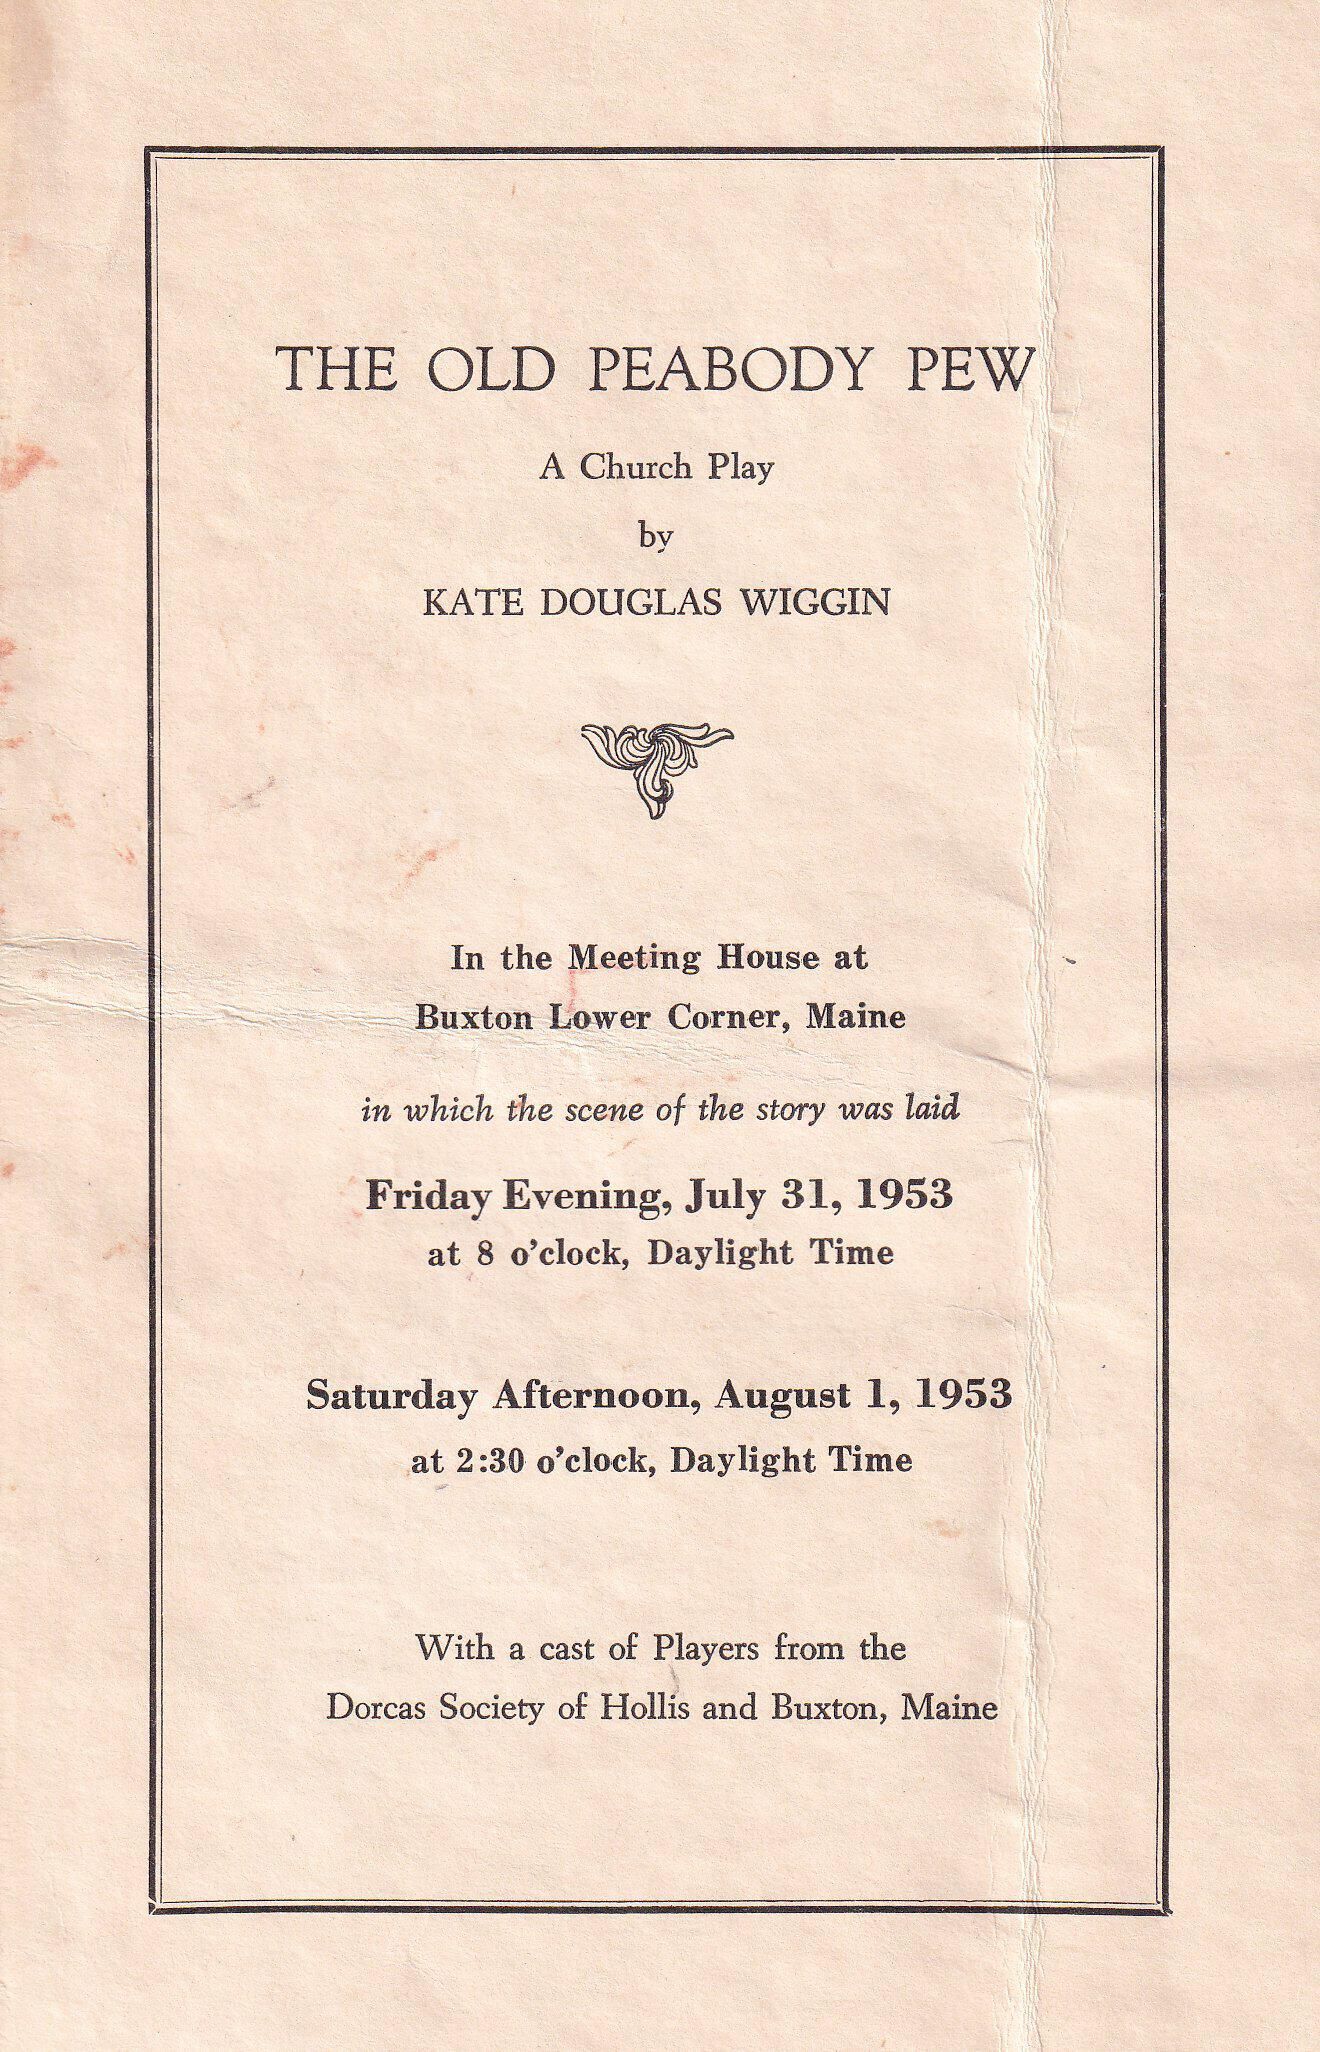 THE OLD PEABODY PEW
A Church Play
by
KATE DOUGLAS WIGGIN
In the Meeting House at
Buxton Lower Corner, Maine
in which the scene of the story was laid
Friday Evening, July 31, 1953
at 8 o'clock, Daylight Time
Saturday Afternoon, August 1, 1953
at 2:30 o'clock, Daylight Time
With a cast of Players from the
Dorcas Society of Hollis and Buxton, Maine